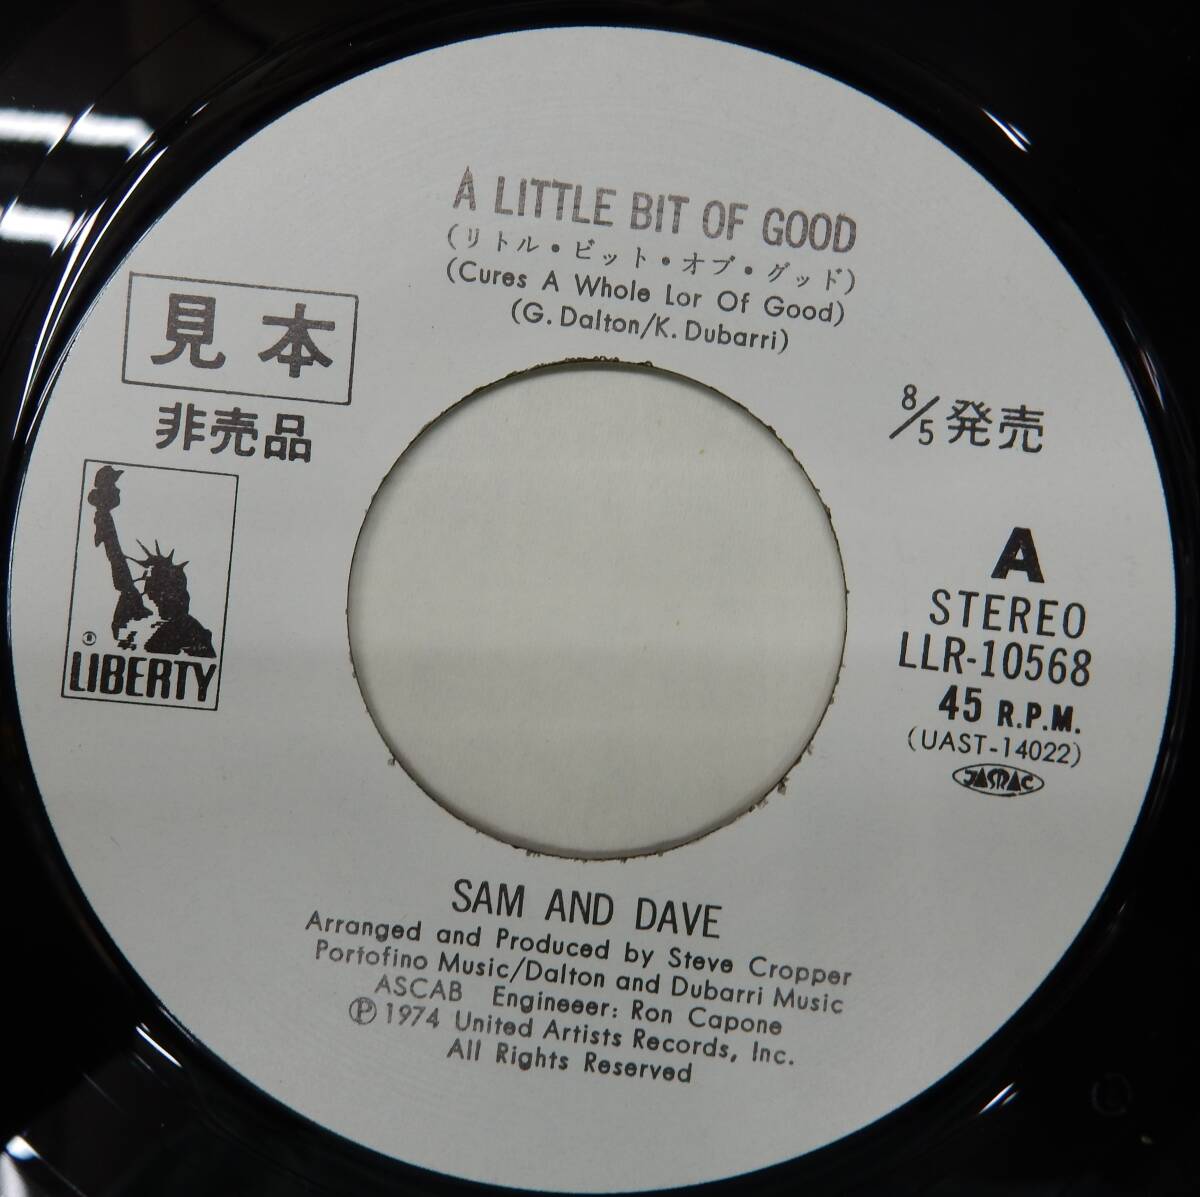 A LITTLE BIT OF GOOD
(リトル・ビット・オブ・グッド)
(Cures A Whole Lor Of Good)
(G. Dalton/K. Dubarri)
見本
非売品
8/5発売
® LIBERTY
A
STEREO
LLR-10568
45 R.P.M.
(UAST-14022)
JASRAC
SAM AND DAVE
Arranged and Produced by Steve Cropper
Portofino Music/Dalton and Dubarri Music
ASCAB Engineeer: Ron Capone
Ⓟ 1974 United Artists Records, Inc.
All Rights Reserved